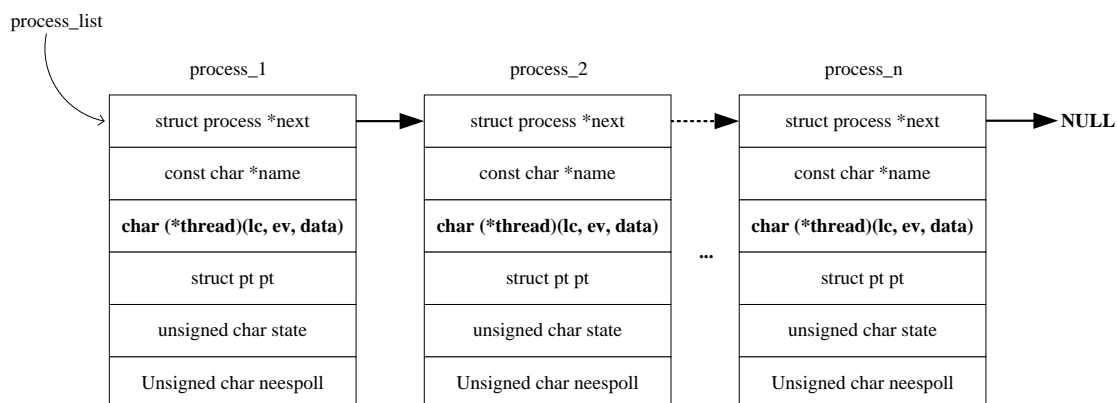 process_list
process_1 process_2 process_n
struct process *next struct process *next struct process *next NULL
const char *name const char *name const char *name
char (*thread)(lc, ev, data) char (*thread)(lc, ev, data) char (*thread)(lc, ev, data)
struct pt pt struct pt pt ... struct pt pt
unsigned char state unsigned char state unsigned char state
Unsigned char neespoll Unsigned char neespoll Unsigned char neespoll